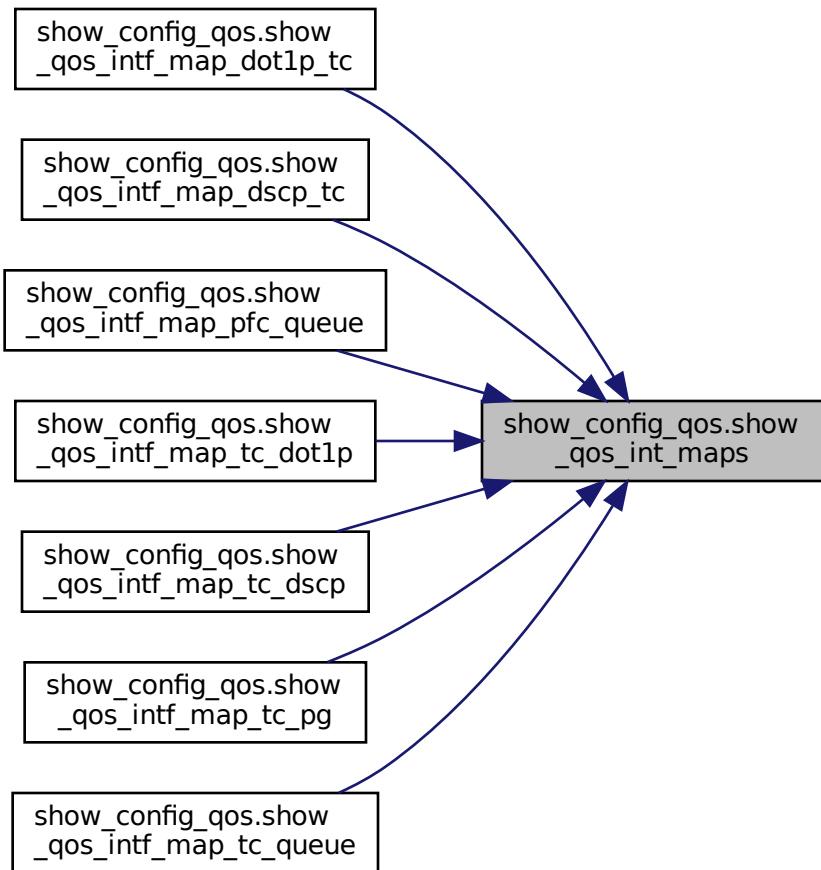 show_config_qos.show
_qos_intf_map_dot1p_tc
show_config_qos.show
_qos_intf_map_dscp_tc
show_config_qos.show
_qos_intf_map_pfc_queue
show_config_qos.show
_qos_intf_map_tc_dot1p
show_config_qos.show
_qos_int_maps
show_config_qos.show
_qos_intf_map_tc_dscp
show_config_qos.show
_qos_intf_map_tc_pg
show_config_qos.show
_qos_intf_map_tc_queue